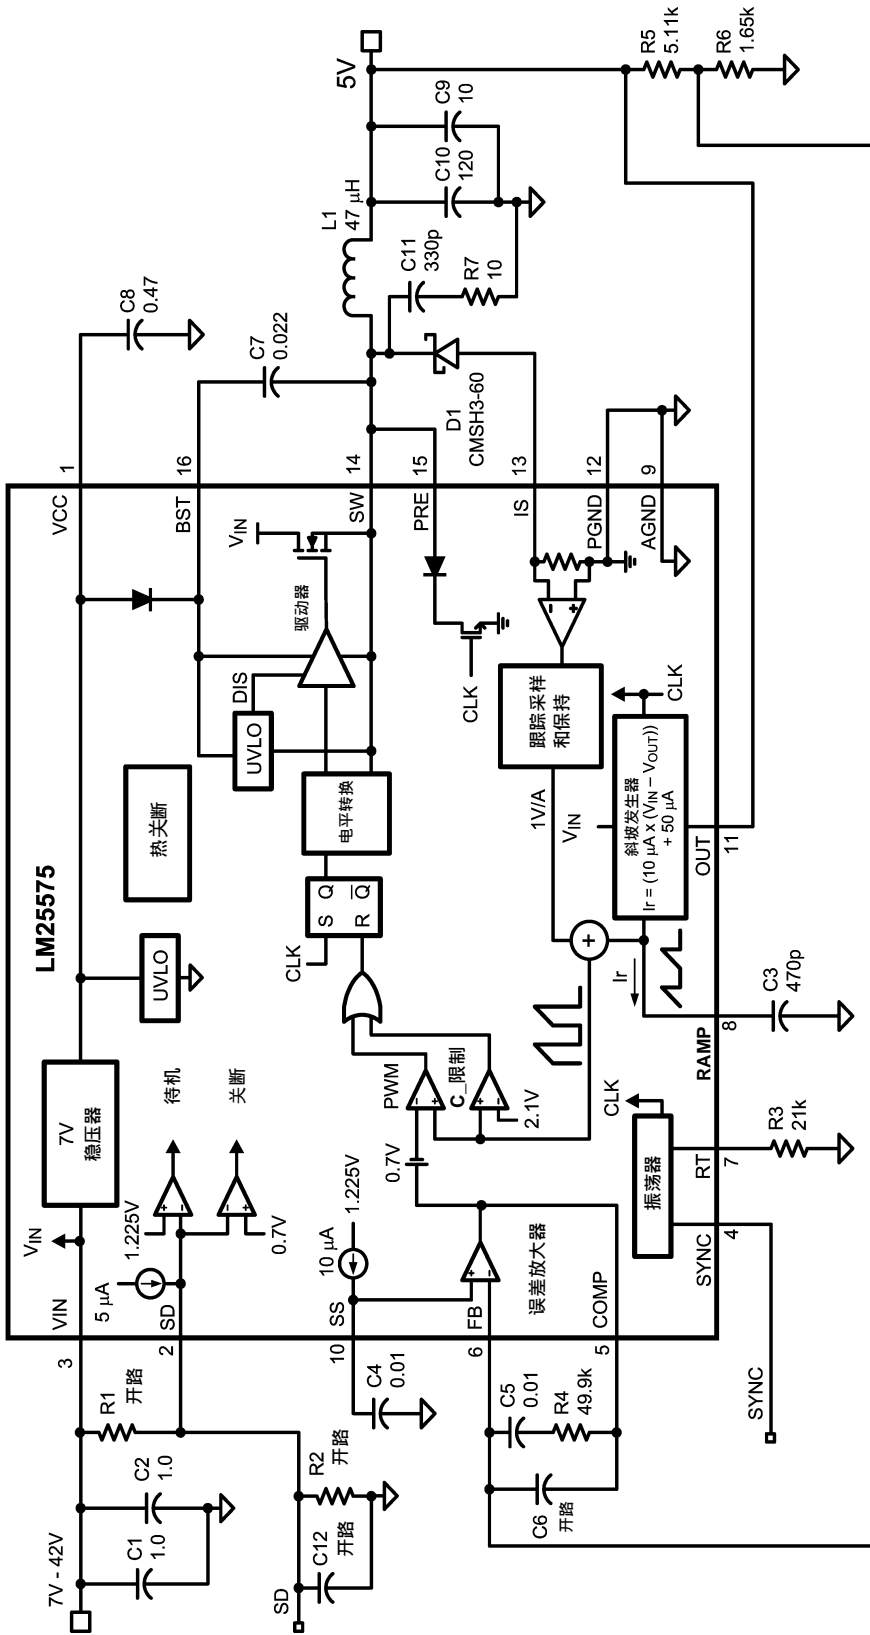 7V - 42V
C1
1.0
C2
1.0
R1
开路
3
VIN
VIN
7V
稳压器
LM25575
UVLO
热关断
VCC
1
C8
0.47
SD
C12
开路
R2
开路
2
SD
5 µA
1.225V
0.7V
待机
关断
CLK
S Q
R Q
电平转换
UVLO
DIS
驱动器
VIN
BST
16
C7
0.022
SW
14
L1
47 µH
5V
C10
120
C9
10
C11
330p
R7
10
R5
5.11k
R6
1.65k
PRE
15
CLK
D1
CMSH3-60
IS
13
PGND
12
AGND
9
10
SS
C4
0.01
10 µA
1.225V
0.7V
PWM
C_限制
2.1V
6
FB
误差放大器
C5
0.01
R4
49.9k
C6
开路
5
COMP
1V/A
跟踪采样
和保持
VIN
斜坡发生器
Ir = (10 µA x (VIN – VOUT))
+ 50 µA
CLK
OUT
11
Ir
RAMP
8
C3
470p
CLK
振荡器
RT
7
R3
21k
SYNC
4
SYNC